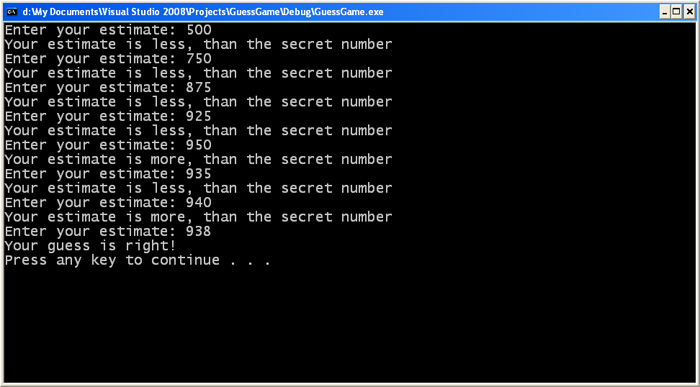 d:\My Documents\Visual Studio 2008\Projects\GuessGame\Debug\GuessGame.exe
Enter your estimate: 500
Your estimate is less, than the secret number
Enter your estimate: 750
Your estimate is less, than the secret number
Enter your estimate: 875
Your estimate is less, than the secret number
Enter your estimate: 925
Your estimate is less, than the secret number
Enter your estimate: 950
Your estimate is more, than the secret number
Enter your estimate: 935
Your estimate is less, than the secret number
Enter your estimate: 940
Your estimate is more, than the secret number
Enter your estimate: 938
Your guess is right!
Press any key to continue . . .